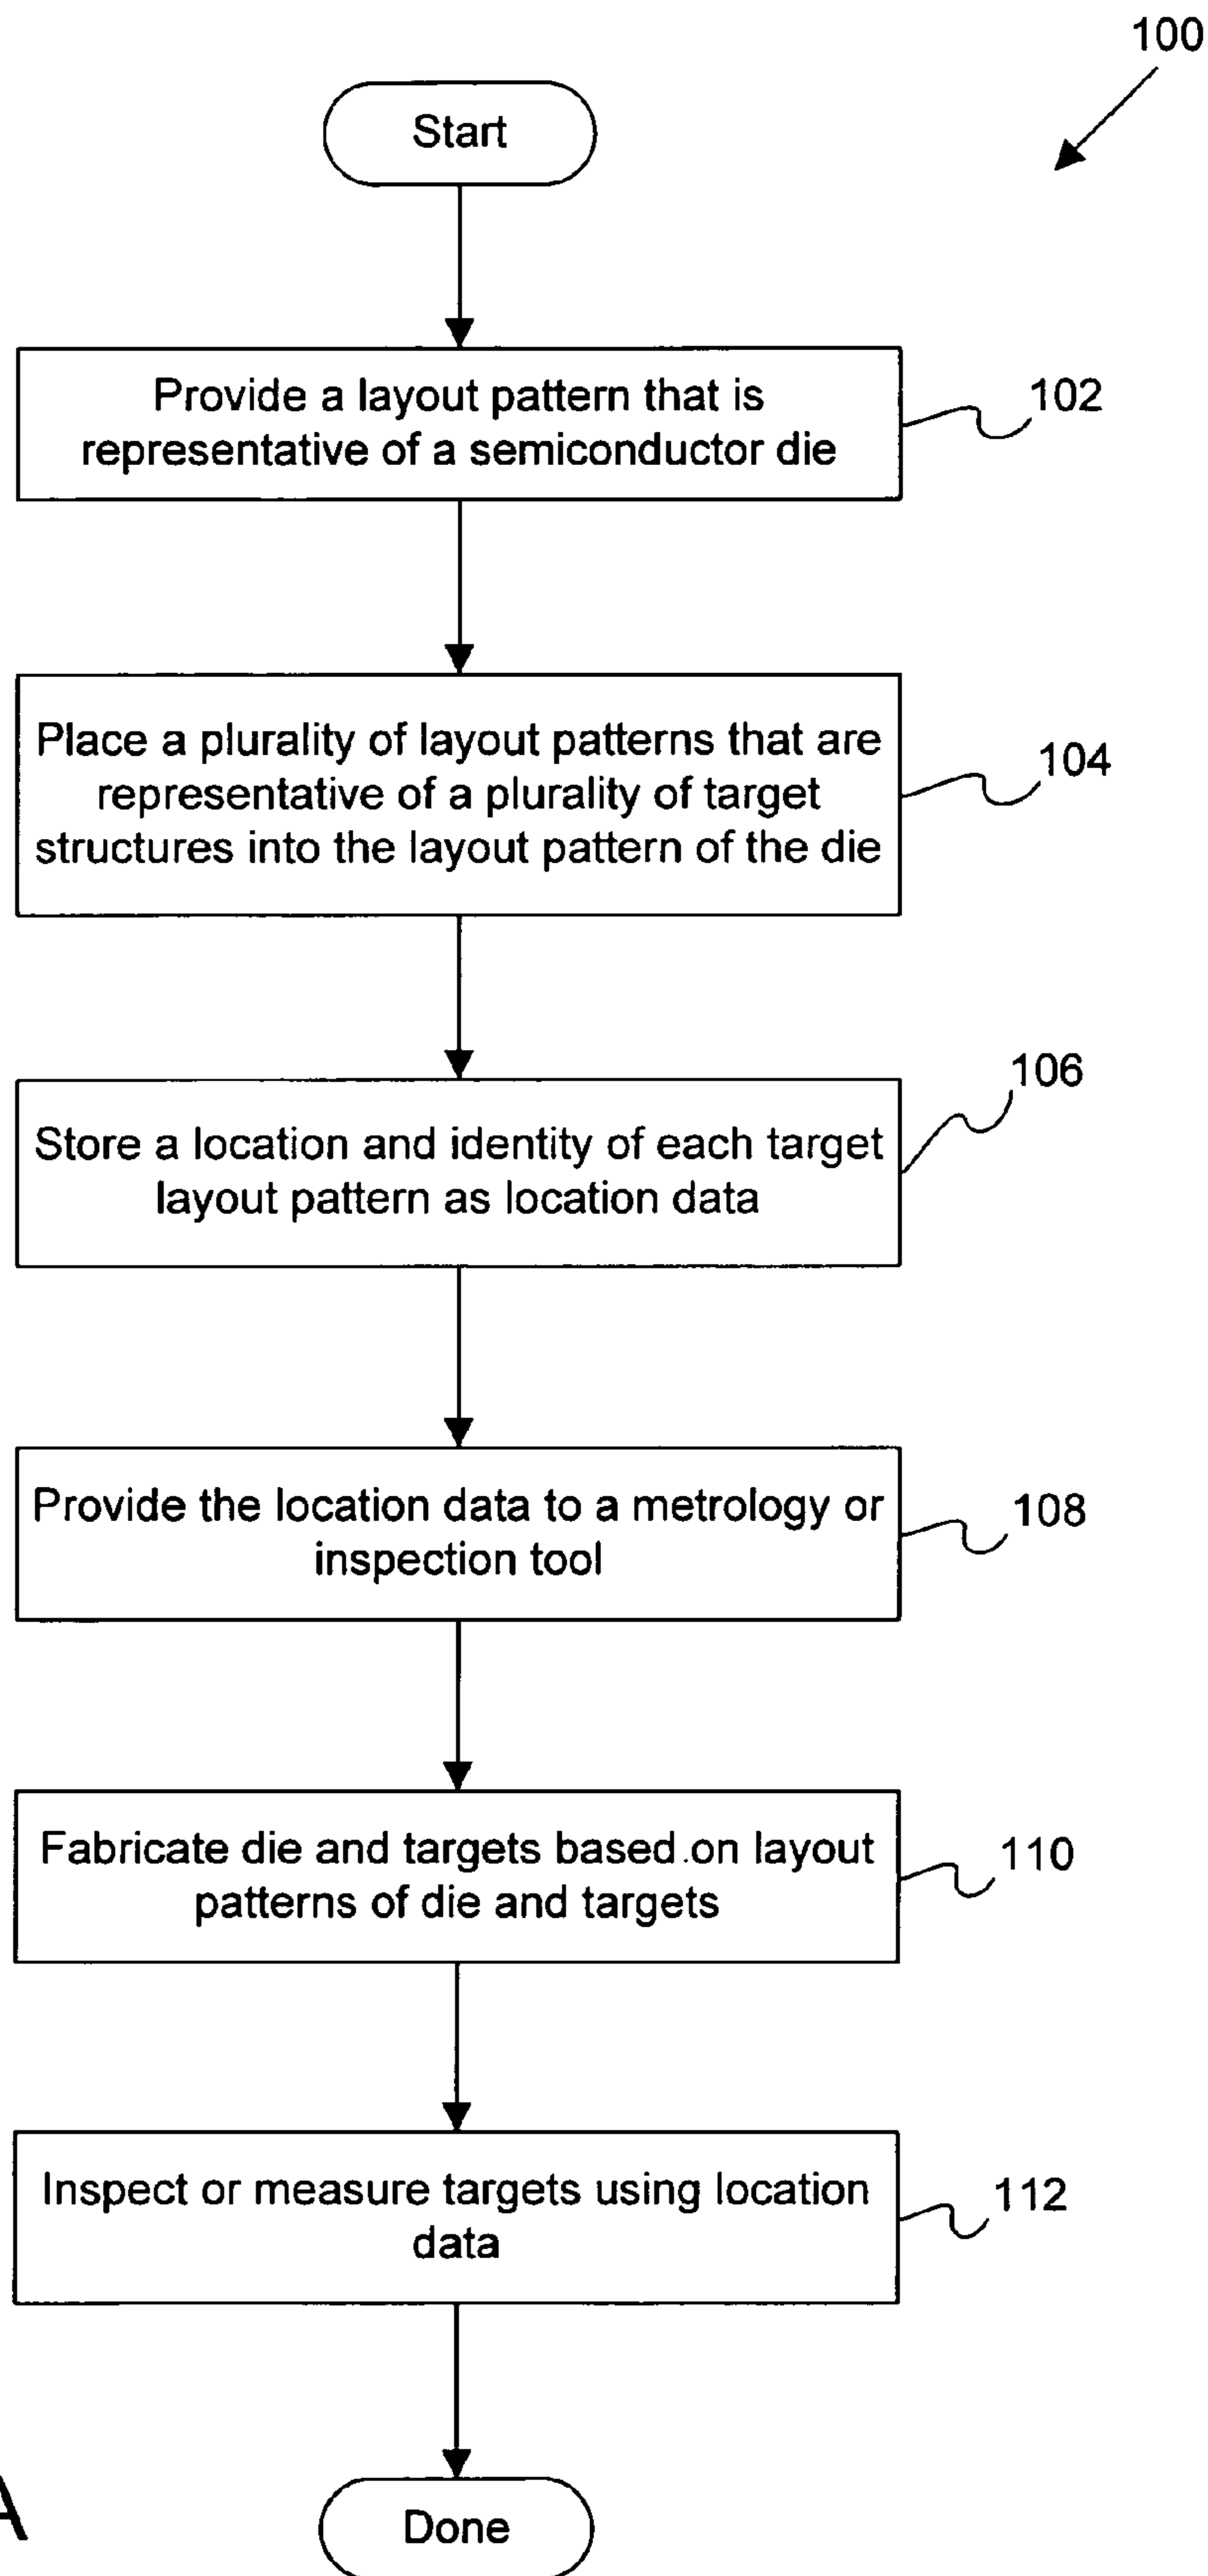 100
Start
Provide a layout pattern that is
representative of a semiconductor die
102
Place a plurality of layout patterns that are
representative of a plurality of target
structures into the layout pattern of the die
104
Store a location and identity of each target
layout pattern as location data
106
Provide the location data to a metrology or
inspection tool
108
Fabricate die and targets based on layout
patterns of die and targets
110
Inspect or measure targets using location
data
112
A
Done